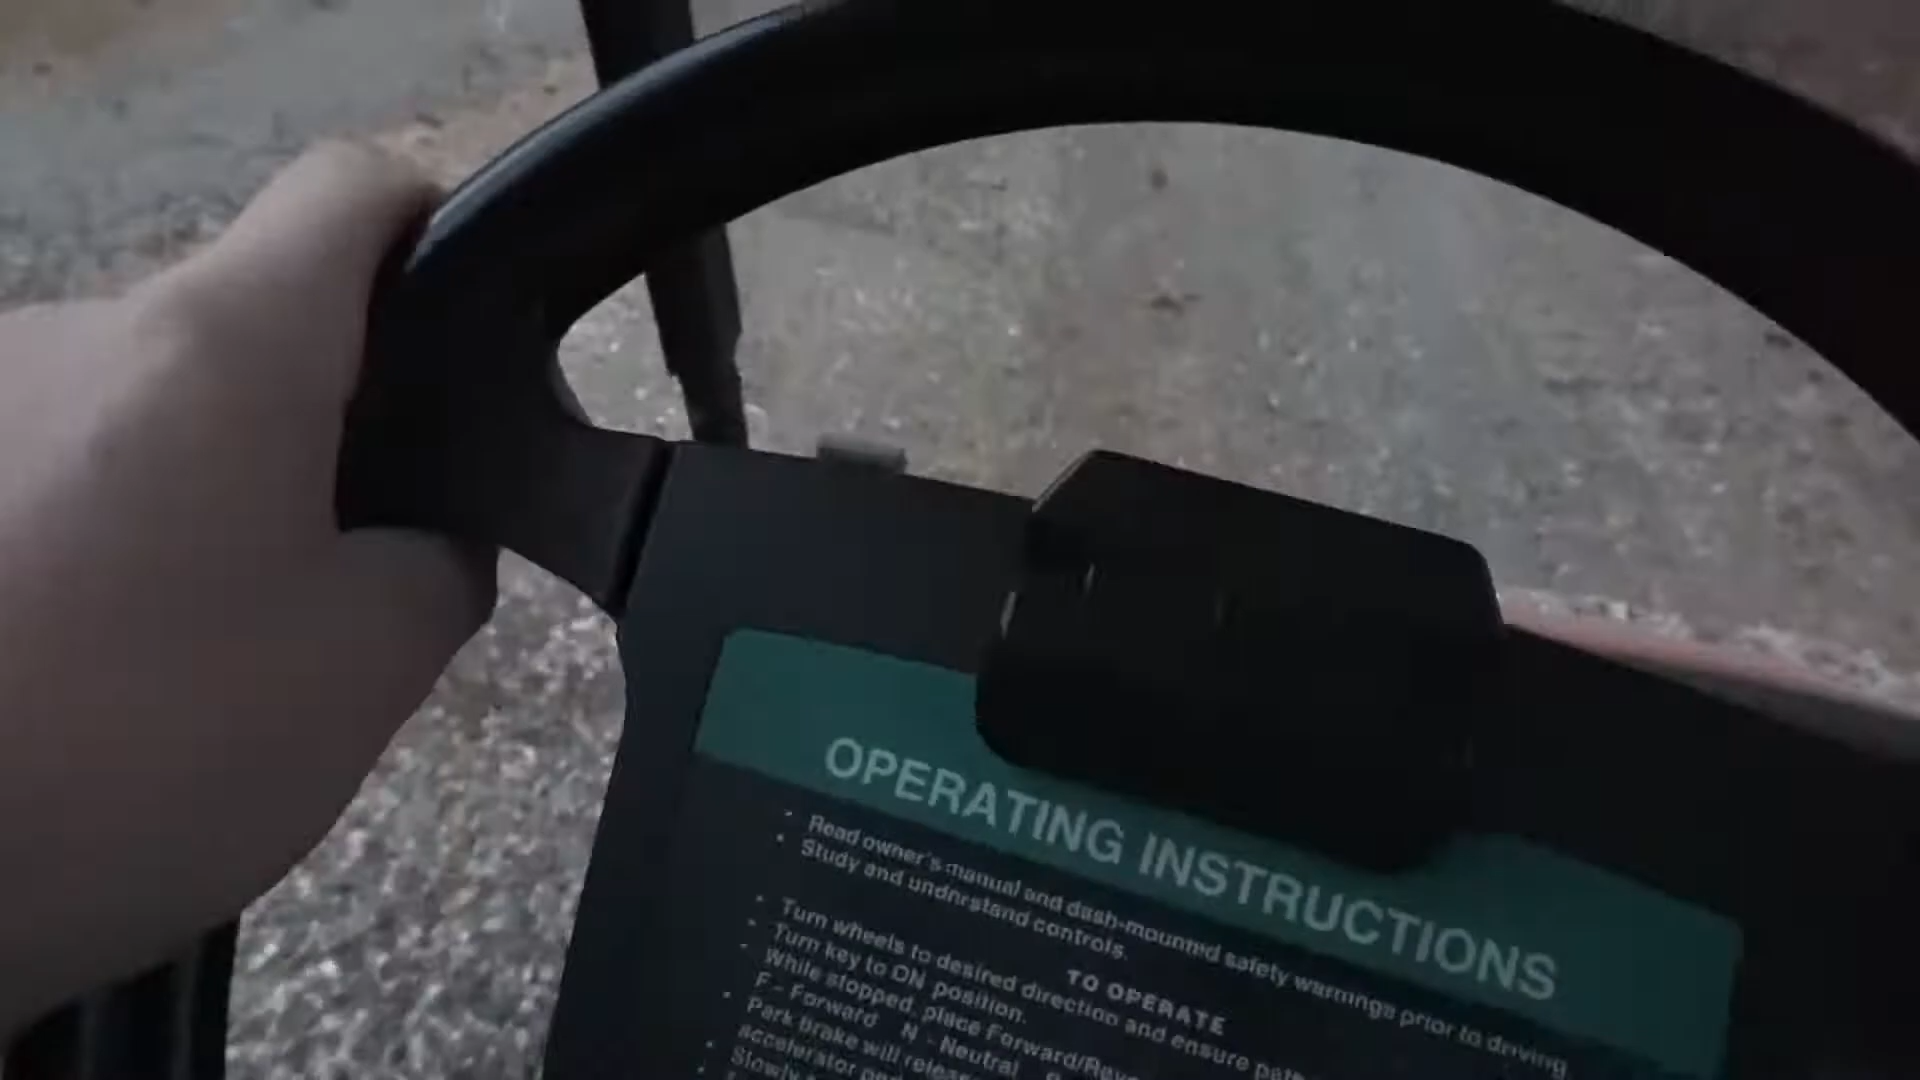 OPERATING INSTRUCTIONS
• Read owner's manual and dash-mounted safety warnings prior to driving.
• Study and understand controls.
TO OPERATE
• Turn wheels to desired direction and ensure path
• Turn key to ON position.
• While stopped, place Forward/Rev
F - Forward N - Neutral
• Park brake will releas
accelerator
• Slowly